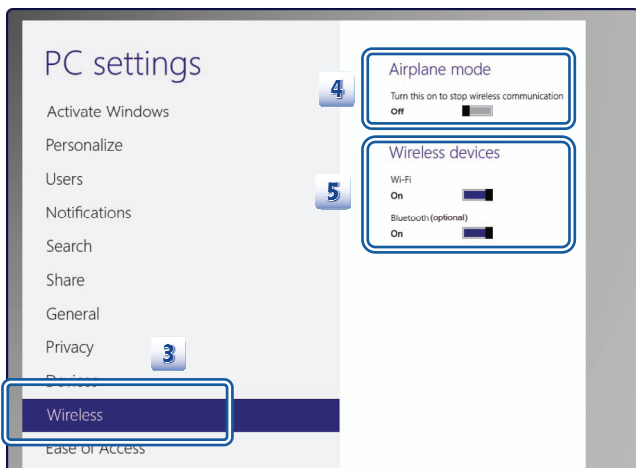 PC settings
Activate Windows
Personalize
Users
Notifications
Search
Share
General
Privacy
3
Devices
Wireless
Ease of Access
4
Airplane mode
Turn this on to stop wireless communication
Off
5
Wireless devices
Wi-Fi
On
Bluetooth (optional)
On